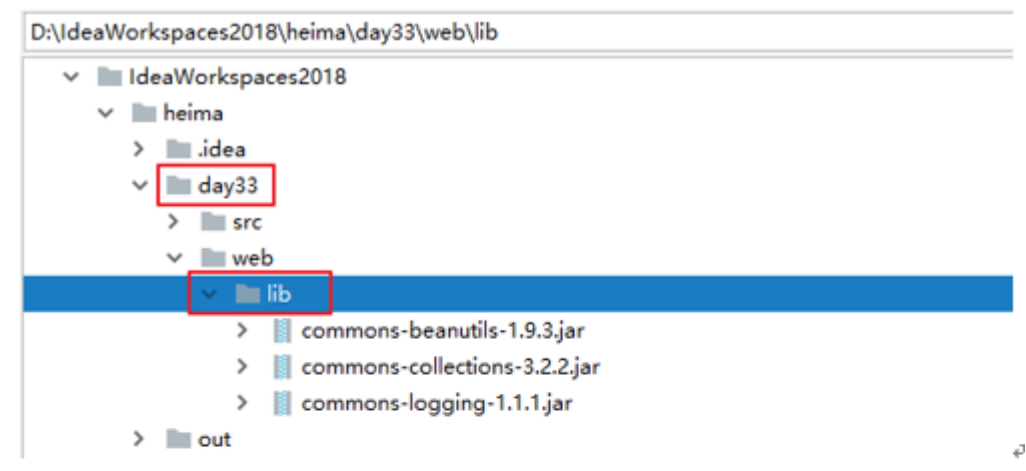 D:\IdeaWorkspaces2018\heima\day33\web\lib
IdeaWorkspaces2018
heima
.idea
day33
src
web
lib
commons-beanutils-1.9.3.jar
commons-collections-3.2.2.jar
commons-logging-1.1.1.jar
out